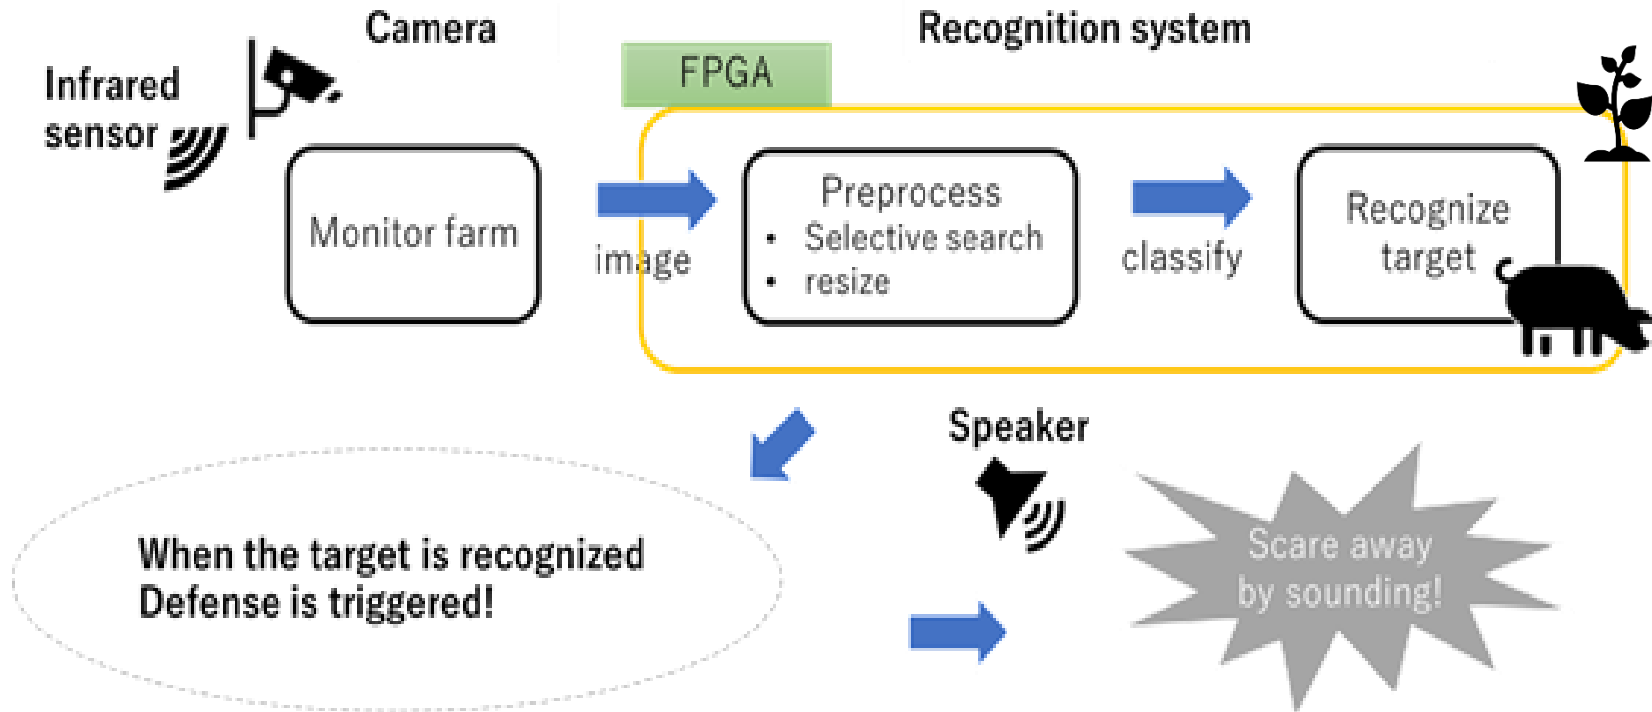 Camera
Recognition system
Infrared
sensor
FPGA
Monitor farm
image
Preprocess
• Selective search
• resize
classify
Recognize
target
When the target is recognized
Defense is triggered!
Speaker
Scare away
by sounding!